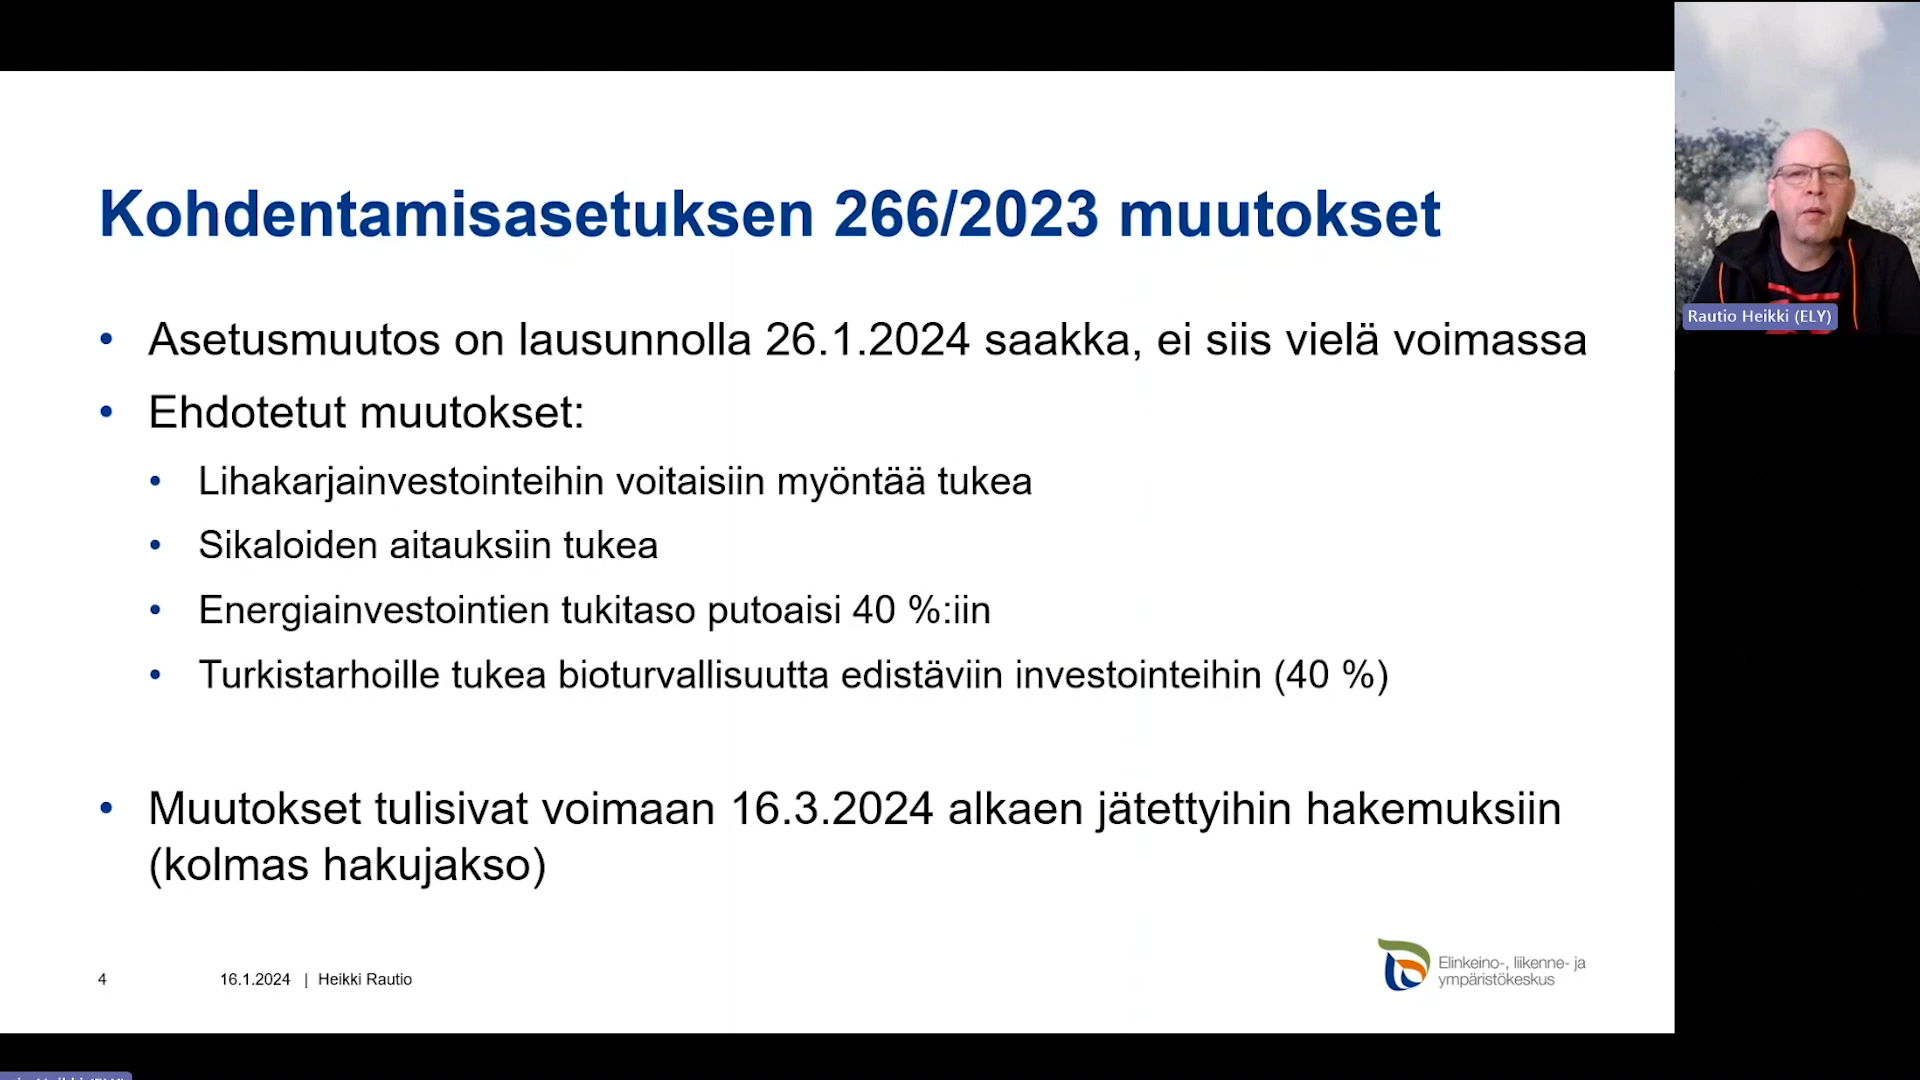 Kohdentamisasetuksen 266/2023 muutokset
• Asetusmuutos on lausunnolla 26.1.2024 saakka, ei siis vielä voimassa
• Ehdotetut muutokset:
• Lihakarjainvestointeihin voitaisiin myöntää tukea
• Sikaloiden aitauksiin tukea
• Energiainvestointien tukitaso putoaisi 40 %:iin
• Turkistarhoille tukea bioturvallisuutta edistäviin investointeihin (40 %)
• Muutokset tulisivat voimaan 16.3.2024 alkaen jätettyihin hakemuksiin
(kolmas hakujakso)
4 16.1.2024 | Heikki Rautio
Elinkeino-, liikenne- ja
ympäristökeskus
Rautio Heikki (ELY)